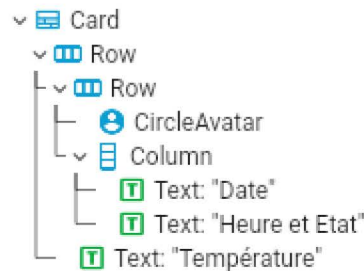 Card
Row
Row
CircleAvatar
Column
T Text: "Date"
T Text: "Heure et Etat"
T Text: "Température"